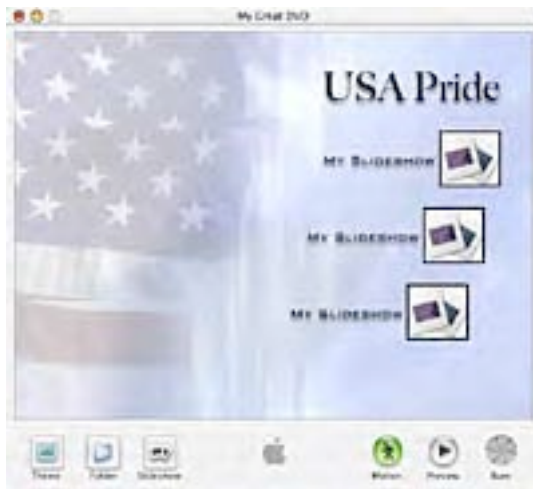 My Great DVD
USA Pride
MY SLIDESHOW
MY SLIDESHOW
MY SLIDESHOW
Theme
Folder
Slideshow
Motion
Preview
Burn